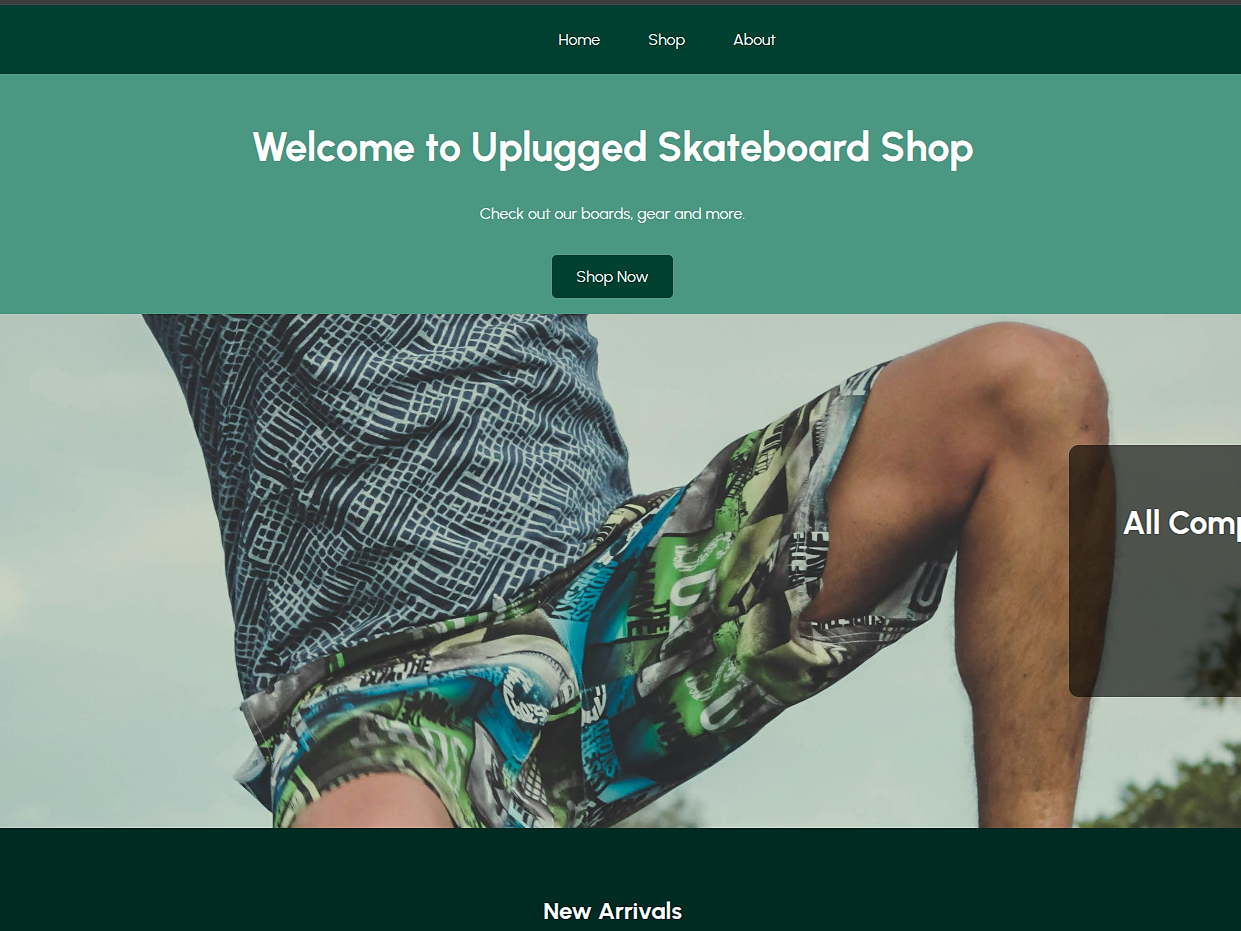 Home Shop About
Welcome to Uplugged Skateboard Shop
Check out our boards, gear and more.
Shop Now
All Comp
New Arrivals